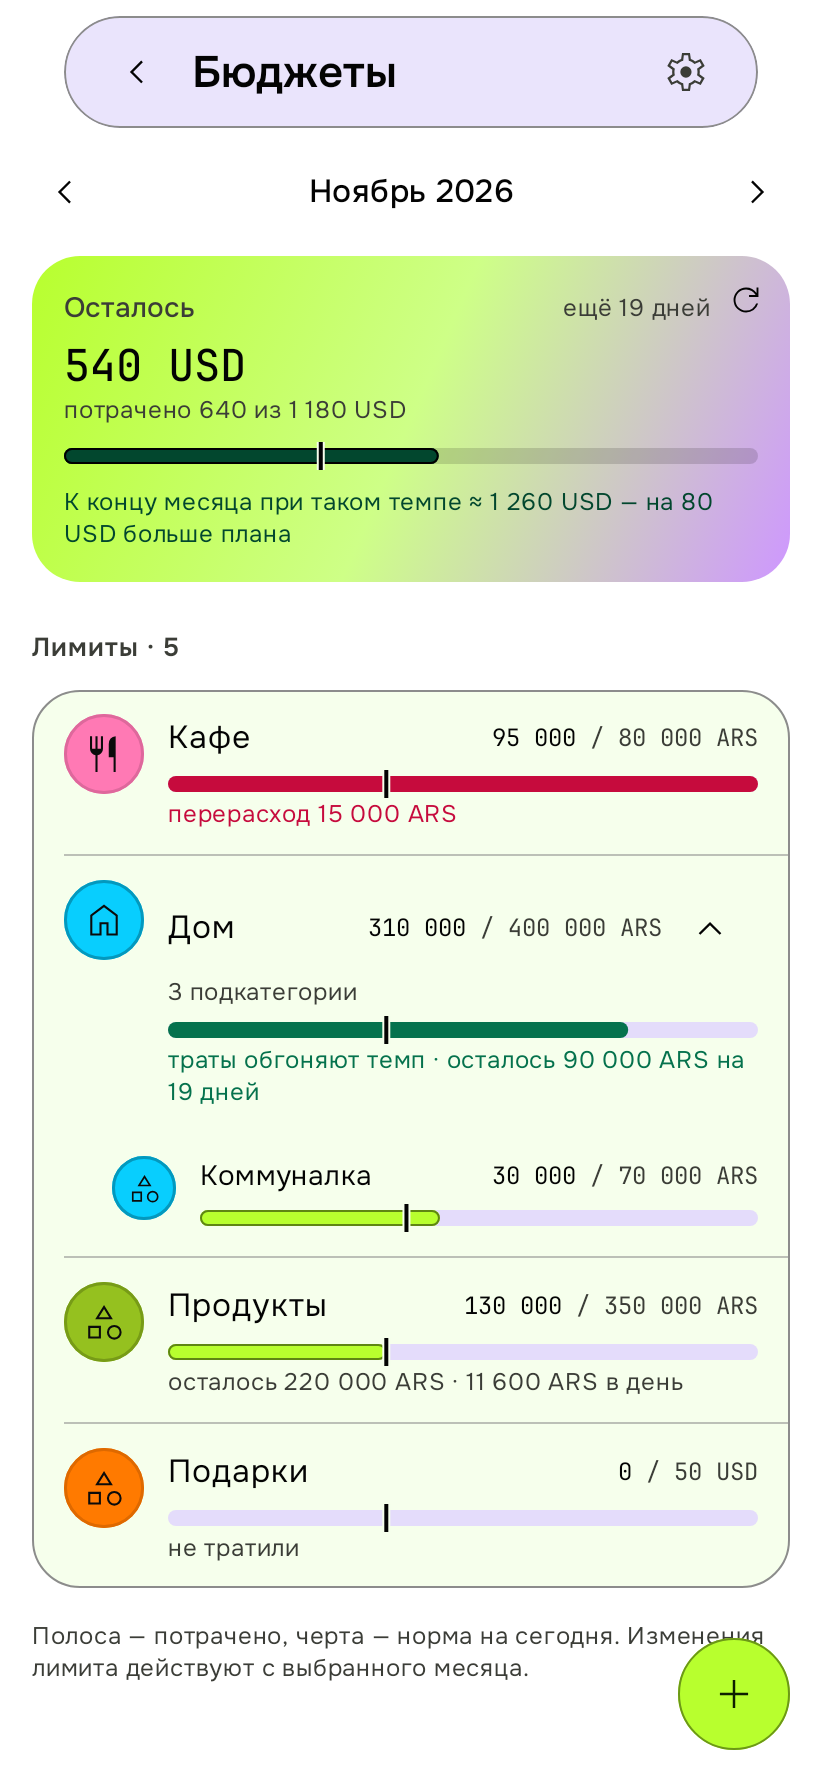 Бюджеты
Ноябрь 2026
Осталось
ещё 19 дней
540 USD
потрачено 640 из 1 180 USD
К концу месяца при таком темпе ≈ 1 260 USD — на 80
USD больше плана
Лимиты · 5
Кафе
95 000 / 80 000 ARS
перерасход 15 000 ARS
Дом
310 000 / 400 000 ARS
3 подкатегории
траты обгоняют темп · осталось 90 000 ARS на
19 дней
Коммуналка
30 000 / 70 000 ARS
Продукты
130 000 / 350 000 ARS
осталось 220 000 ARS · 11 600 ARS в день
Подарки
0 / 50 USD
не тратили
Полоса — потрачено, черта — норма на сегодня. Изменения
лимита действуют с выбранного месяца.